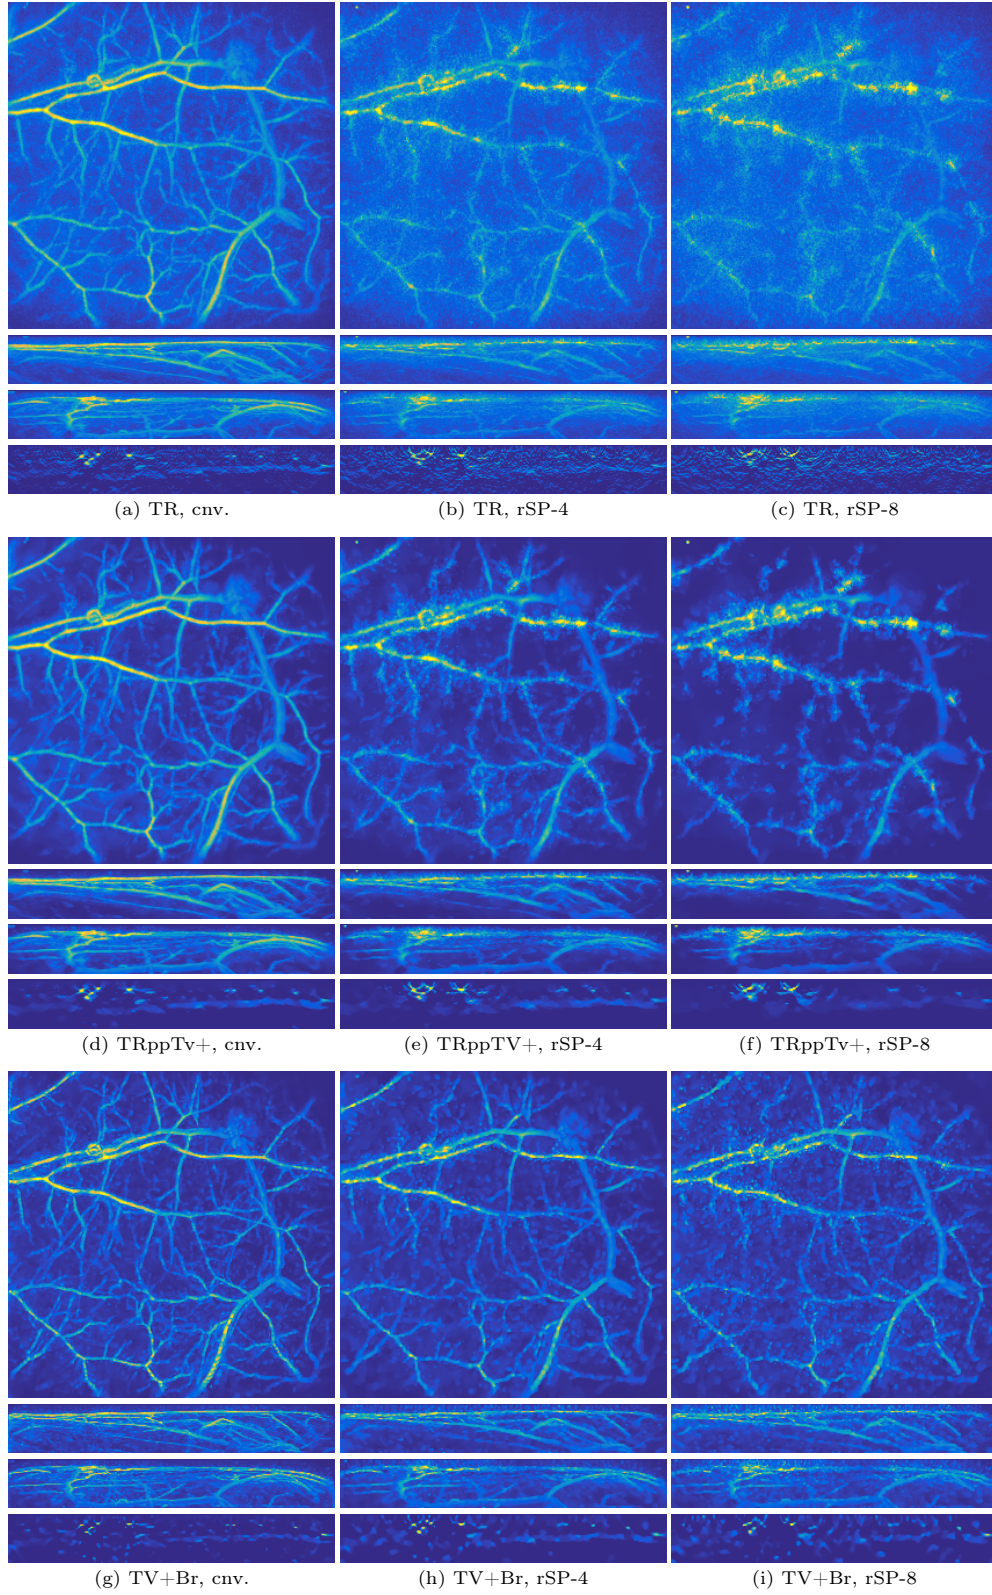 (a) TR, cnv.
(b) TR, rSP-4
(c) TR, rSP-8
(d) TRppTv+, cnv.
(e) TRppTV+, rSP-4
(f) TRppTv+, rSP-8
(g) TV+Br, cnv.
(h) TV+Br, rSP-4
(i) TV+Br, rSP-8